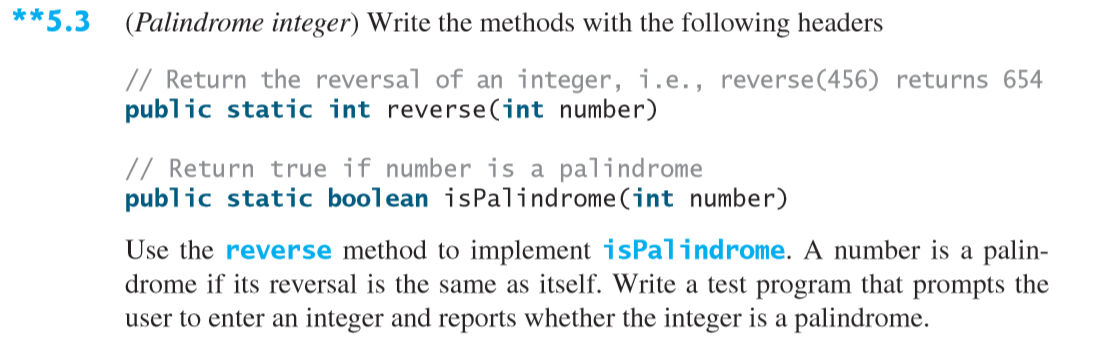 **5.3 (Palindrome integer) Write the methods with the following headers
// Return the reversal of an integer, i.e., reverse(456) returns 654
public static int reverse(int number)
// Return true if number is a palindrome
public static boolean isPalindrome(int number)
Use the reverse method to implement isPalindrome. A number is a palin-
drome if its reversal is the same as itself. Write a test program that prompts the
user to enter an integer and reports whether the integer is a palindrome.